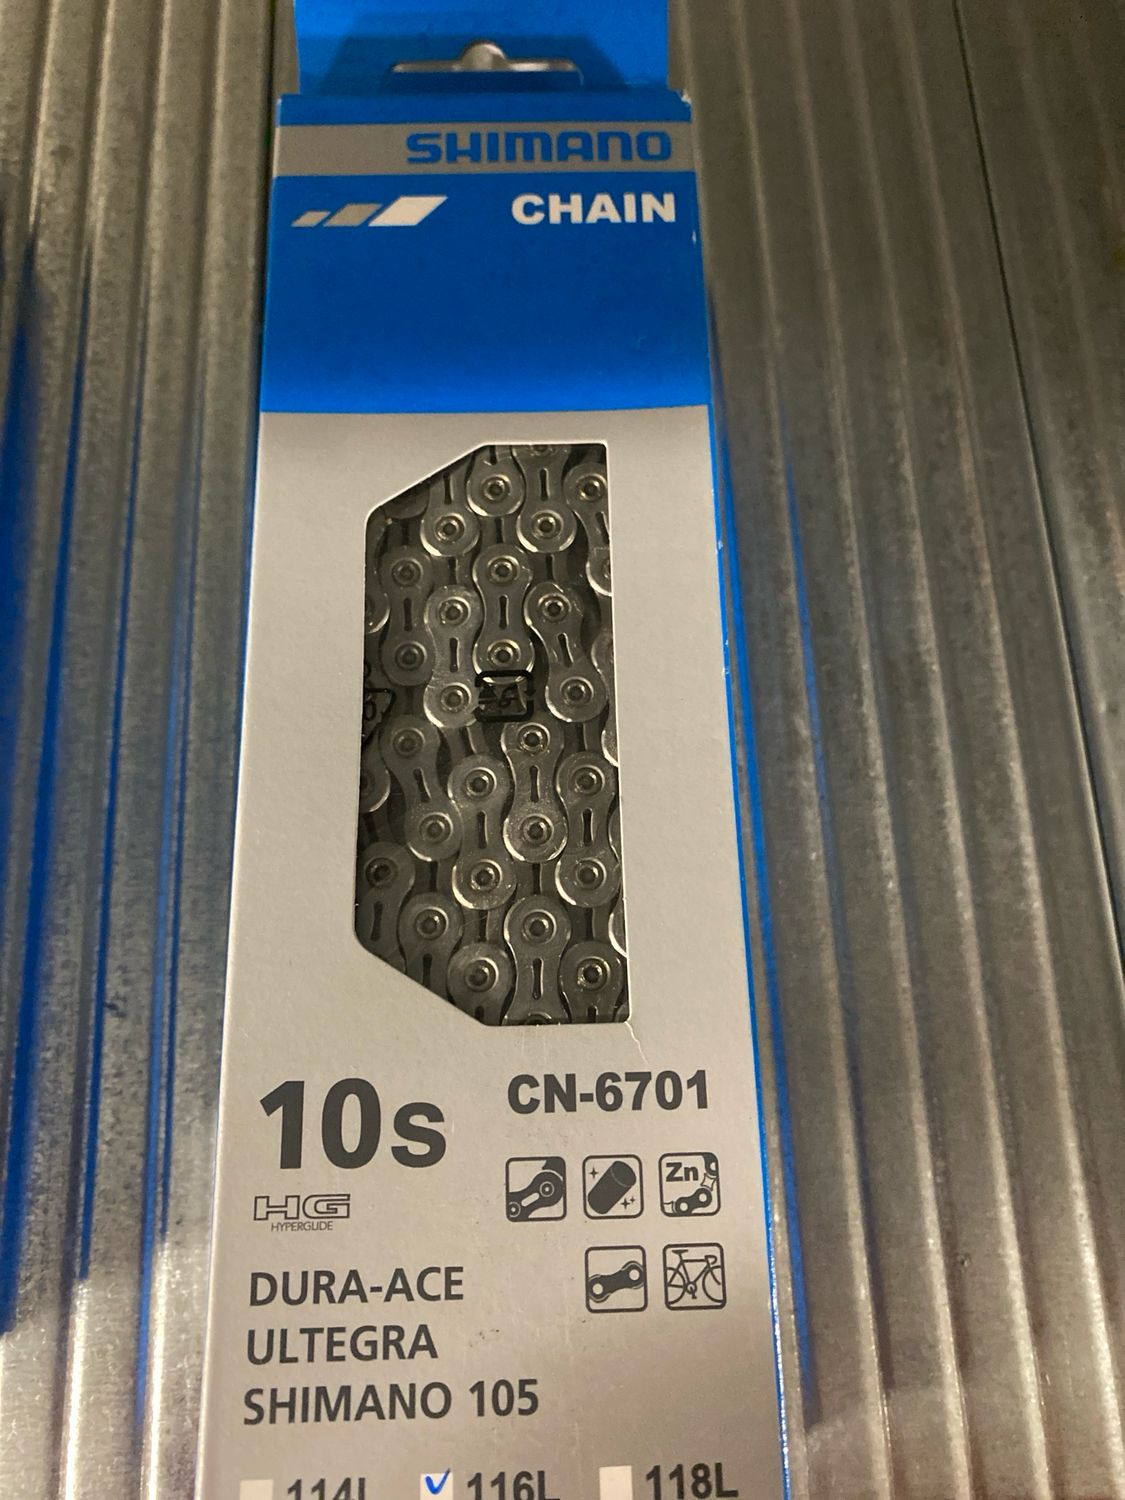 SHIMANO
CHAIN
10s
CN-6701
Zn
HG
HYPERGLIDE
DURA-ACE
ULTEGRA
SHIMANO 105
114L 116L 118L